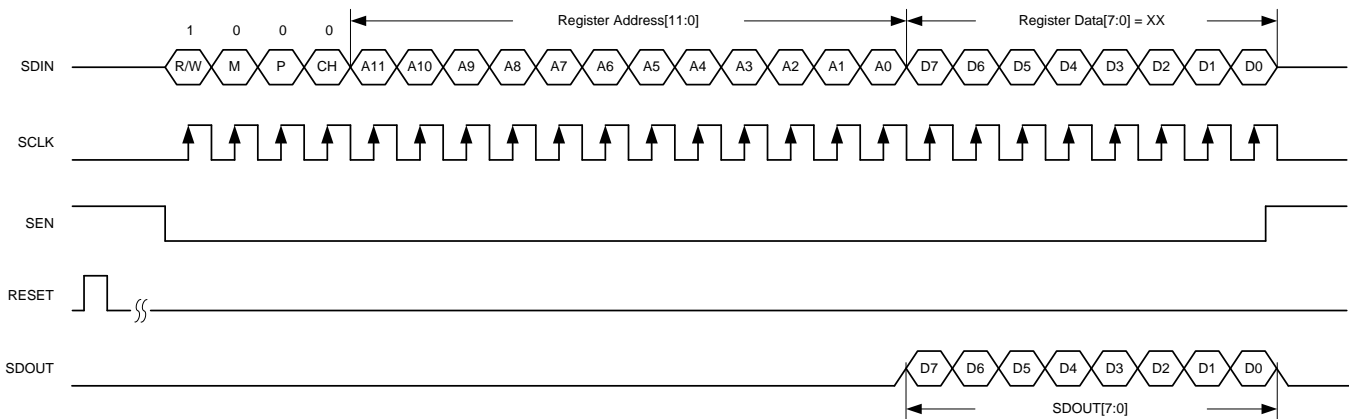 1 0 0 0 Register Address[11:0] Register Data[7:0] = XX
SDIN R/W M P CH A11 A10 A9 A8 A7 A6 A5 A4 A3 A2 A1 A0 D7 D6 D5 D4 D3 D2 D1 D0
SCLK
SEN
RESET
SDOUT D7 D6 D5 D4 D3 D2 D1 D0
SDOUT[7:0]